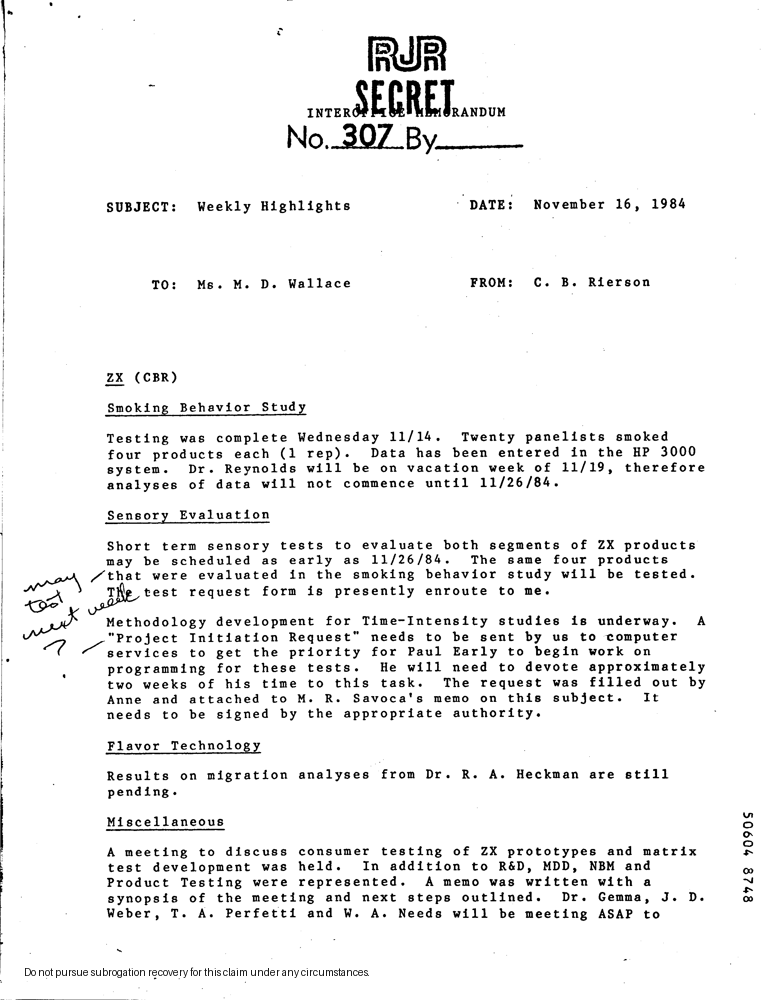 RJR
SECRET
INTEROFFICE MEMORANDUM
No. 307 By
SUBJECT: Weekly Highlights DATE: November 16, 1984
TO: Ms. M. D. Wallace FROM: C. B. Rierson
ZX (CBR)
Smoking Behavior Study
Testing was complete Wednesday 11/14. Twenty panelists smoked
four products each (1 rep). Data has been entered in the HP 3000
system. Dr. Reynolds will be on vacation week of 11/19, therefore
analyses of data will not commence until 11/26/84.
Sensory Evaluation
Short term sensory tests to evaluate both segments of ZX products
may be scheduled as early as 11/26/84. The same four products
that were evaluated in the smoking behavior study will be tested.
The test request form is presently enroute to me.
may
test
next week
?
Methodology development for Time-Intensity studies is underway. A
"Project Initiation Request" needs to be sent by us to computer
services to get the priority for Paul Early to begin work on
programming for these tests. He will need to devote approximately
two weeks of his time to this task. The request was filled out by
Anne and attached to M. R. Savoca's memo on this subject. It
needs to be signed by the appropriate authority.
Flavor Technology
Results on migration analyses from Dr. R. A. Heckman are still
pending.
Miscellaneous
A meeting to discuss consumer testing of ZX prototypes and matrix
test development was held. In addition to R&D, MDD, NBM and
Product Testing were represented. A memo was written with a
synopsis of the meeting and next steps outlined. Dr. Gemma, J. D.
Weber, T. A. Perfetti and W. A. Needs will be meeting ASAP to
50604 8748
Do not pursue subrogation recovery for this claim under any circumstances.